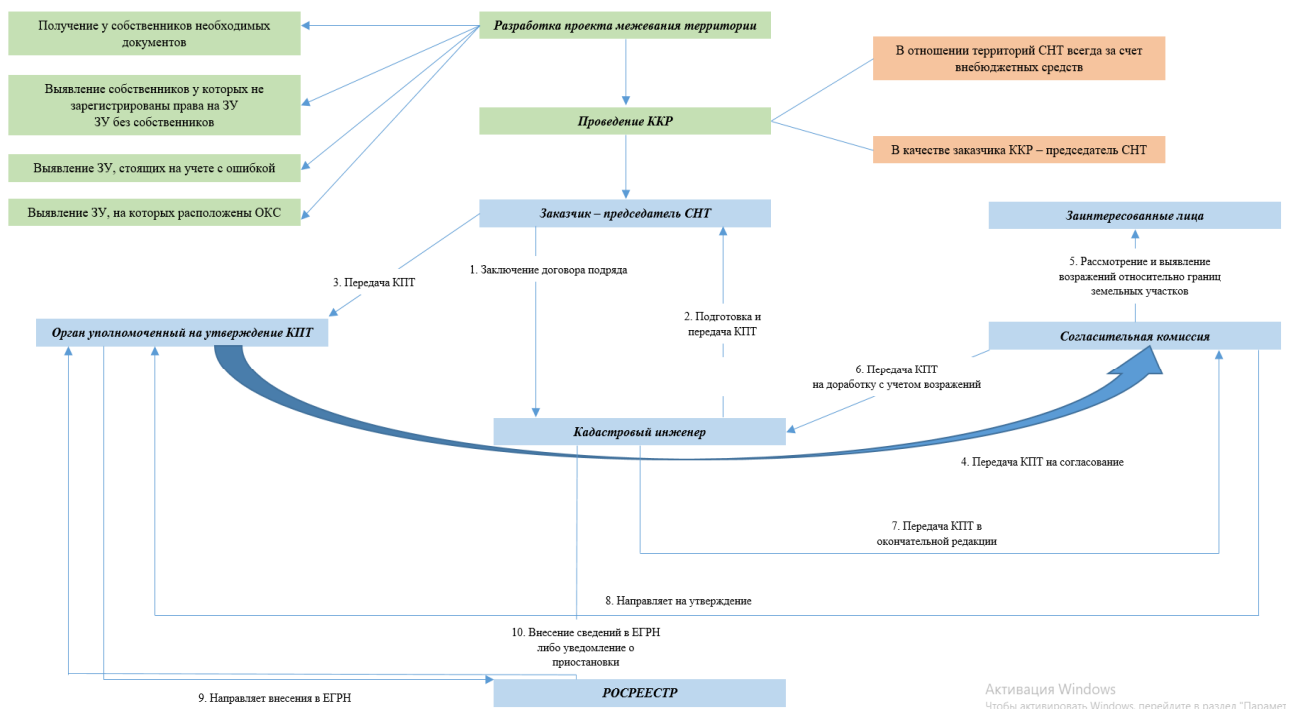 Получение у собственников необходимых
документов
Разработка проекта межевания территории
В отношении территорий СНТ всегда за счет
внебюджетных средств
Выявление собственников у которых не
зарегистрированы права на ЗУ
ЗУ без собственников
Проведение ККР
В качестве заказчика ККР – председатель СНТ
Выявление ЗУ, стоящих на учете с ошибкой
Выявление ЗУ, на которых расположены ОКС
Заказчик – председатель СНТ
Заинтересованные лица
1. Заключение договора подряда
3. Передача КПТ
5. Рассмотрение и выявление
возражений относительно границ
земельных участков
2. Подготовка и
передача КПТ
Орган уполномоченный на утверждение КПТ
Согласительная комиссия
6. Передача КПТ
на доработку с учетом возражений
Кадастровый инженер
4. Передача КПТ на согласование
7. Передача КПТ в
окончательной редакции
8. Направляет на утверждение
10. Внесение сведений в ЕГРН
либо уведомление о
приостановки
9. Направляет внесения в ЕГРН
РОСРЕЕСТР
Активация Windows
Чтобы активировать Windows, перейдите в раздел "Парамет